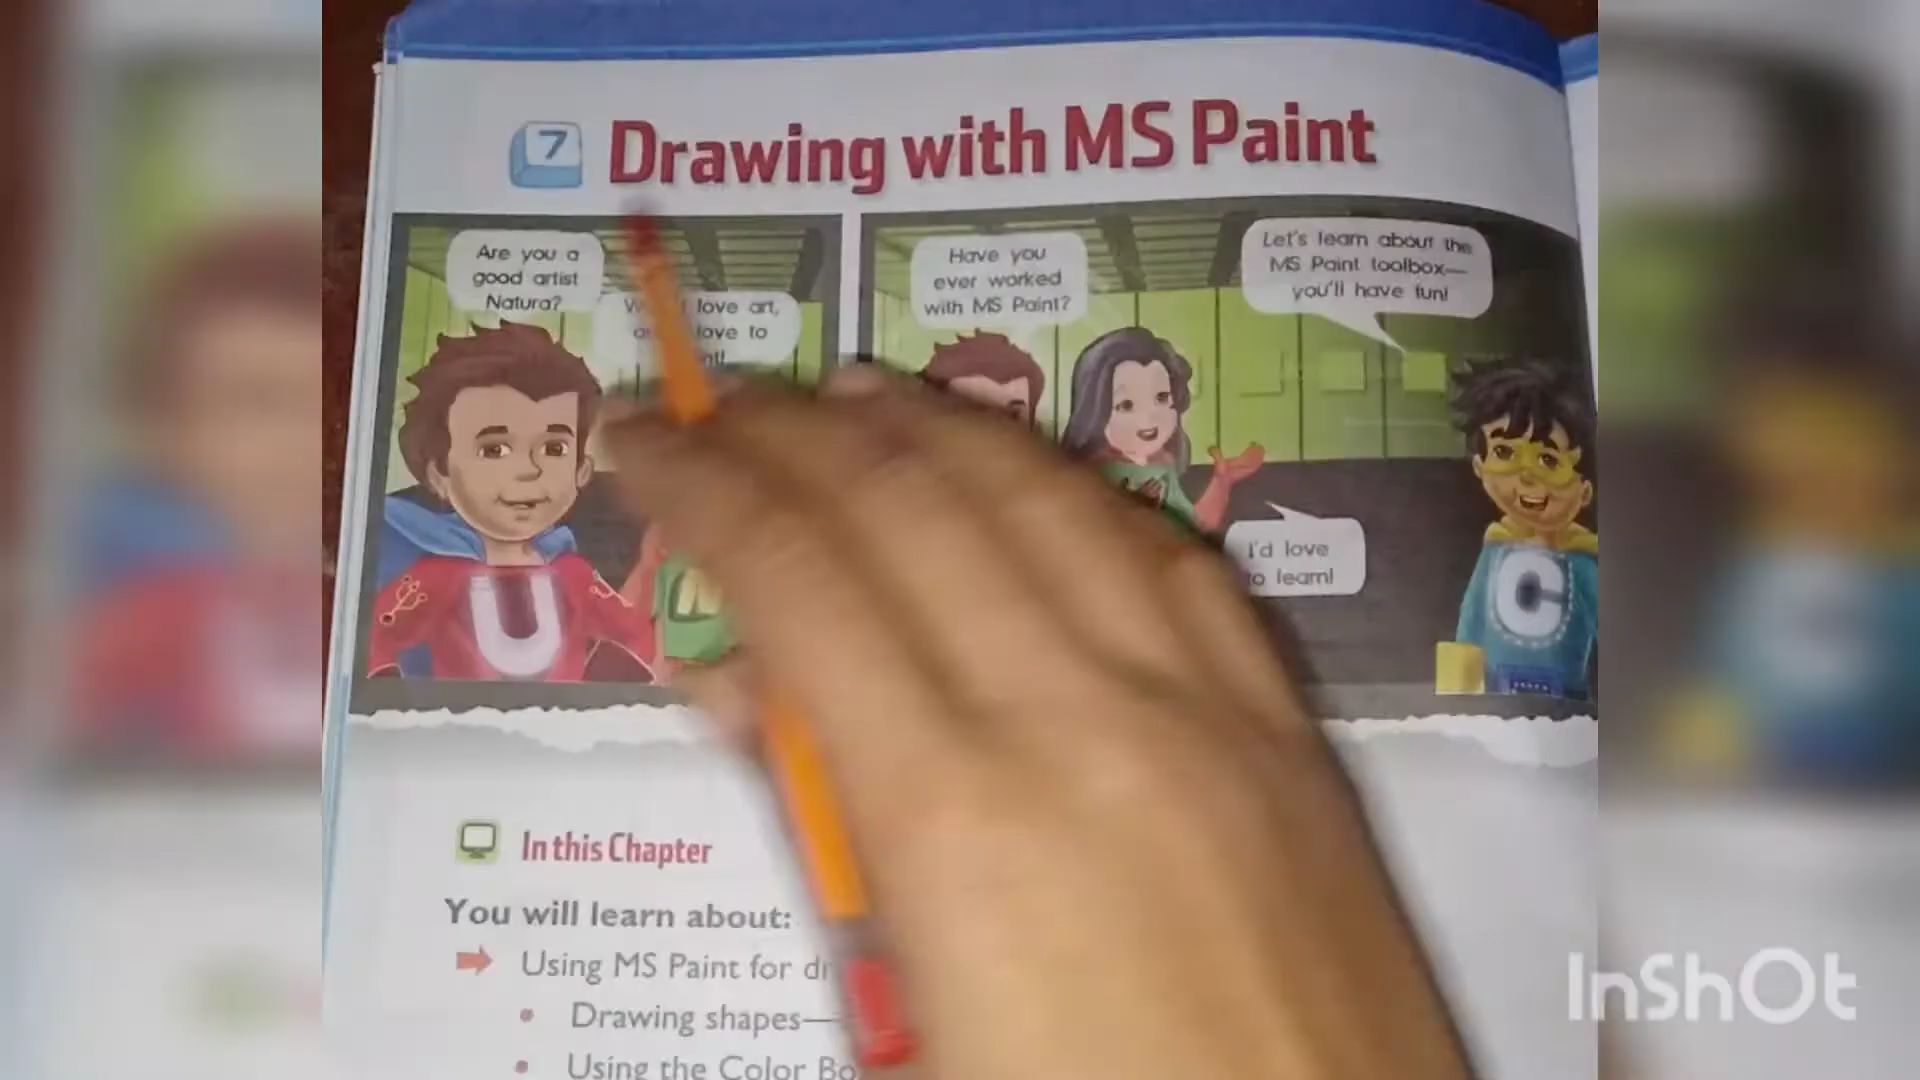 7 Drawing with MS Paint
Are you a
good artist
Natura?
love art,
love to
Have you
ever worked
with MS Paint?
Let's learn about the
MS Paint toolbox—
you'll have fun!
I'd love
to learn!
U
C
In this Chapter
You will learn about:
Using MS Paint for
Drawing shapes—
Using the Color
InShOt